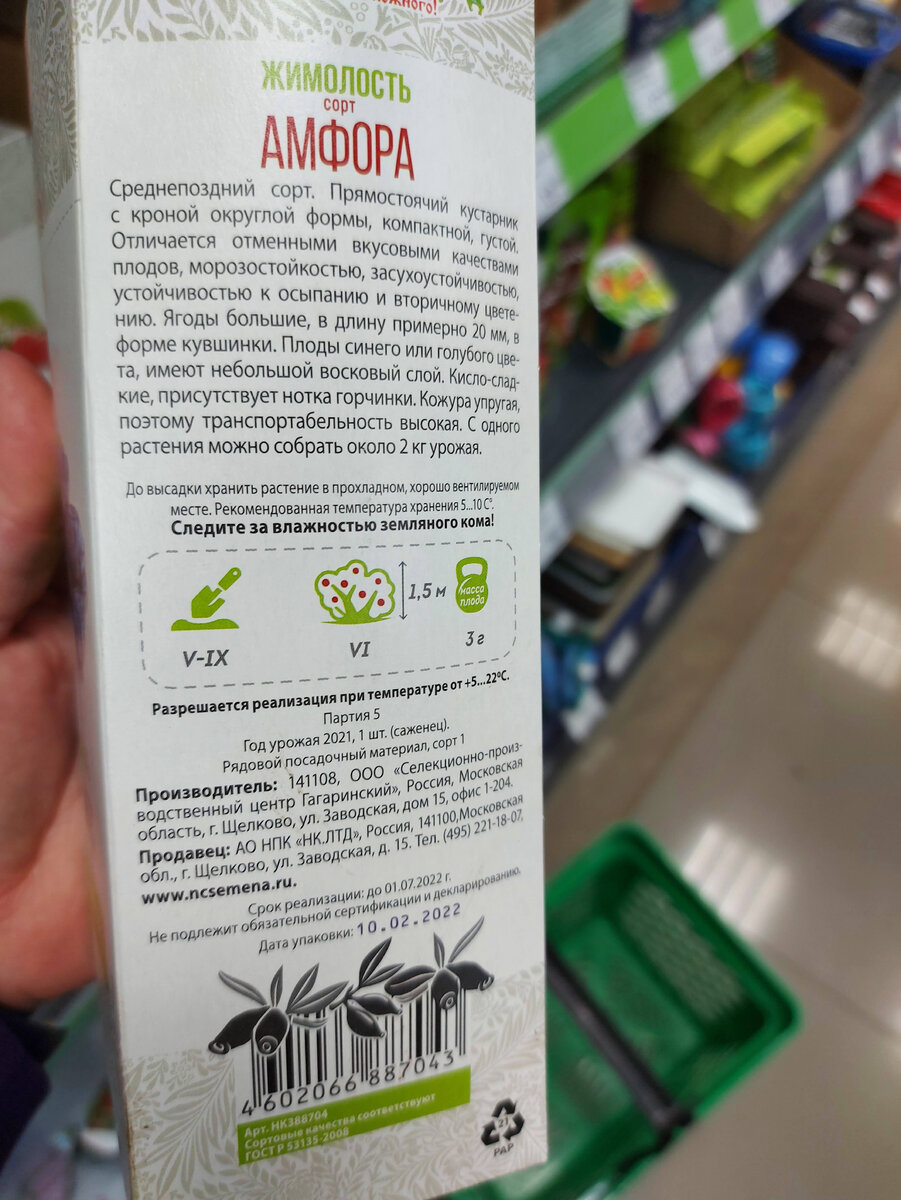 ЖИМОЛОСТЬ
сорт
АМФОРА
Среднепоздний сорт. Прямостоячий кустарник
с кроной округлой формы, компактной, густой.
Отличается отменными вкусовыми качествами
плодов, морозостойкостью, засухоустойчивостью,
устойчивостью к осыпанию и вторичному цвете-
нию. Ягоды большие, в длину примерно 20 мм, в
форме кувшинки. Плоды синего или голубого цве-
та, имеют небольшой восковый слой. Кисло-слад-
кие, присутствует нотка горчинки. Кожура упругая,
поэтому транспортабельность высокая. С одного
растения можно собрать около 2 кг урожая.
До высадки хранить растение в прохладном, хорошо вентилируемом
месте. Рекомендованная температура хранения 5...10 С°.
Следите за влажностью земляного кома!
1,5 м
масса
плода
V-IX
VI
3 г
Разрешается реализация при температуре от +5...22°С.
Партия 5
Год урожая 2021, 1 шт. (саженец).
Рядовой посадочный материал, сорт 1
Производитель: 141108, ООО «Селекционно-произ-
водственный центр Гагаринский», Россия, Московская
область, г. Щелково, ул. Заводская, дом 15, офис 1-204.
Продавец: АО НПК «НК.ЛТД», Россия, 141100,Московская
обл., г. Щелково, ул. Заводская, д. 15. Тел. (495) 221-18-07,
www.ncsemena.ru.
Срок реализации: до 01.07.2022 г.
Не подлежит обязательной сертификации и декларированию.
Дата упаковки: 10.02.2022
4 602066 887043
Арт. НК388704
Сортовые качества соответствуют
ГОСТ Р 53135-2008
21
PAP